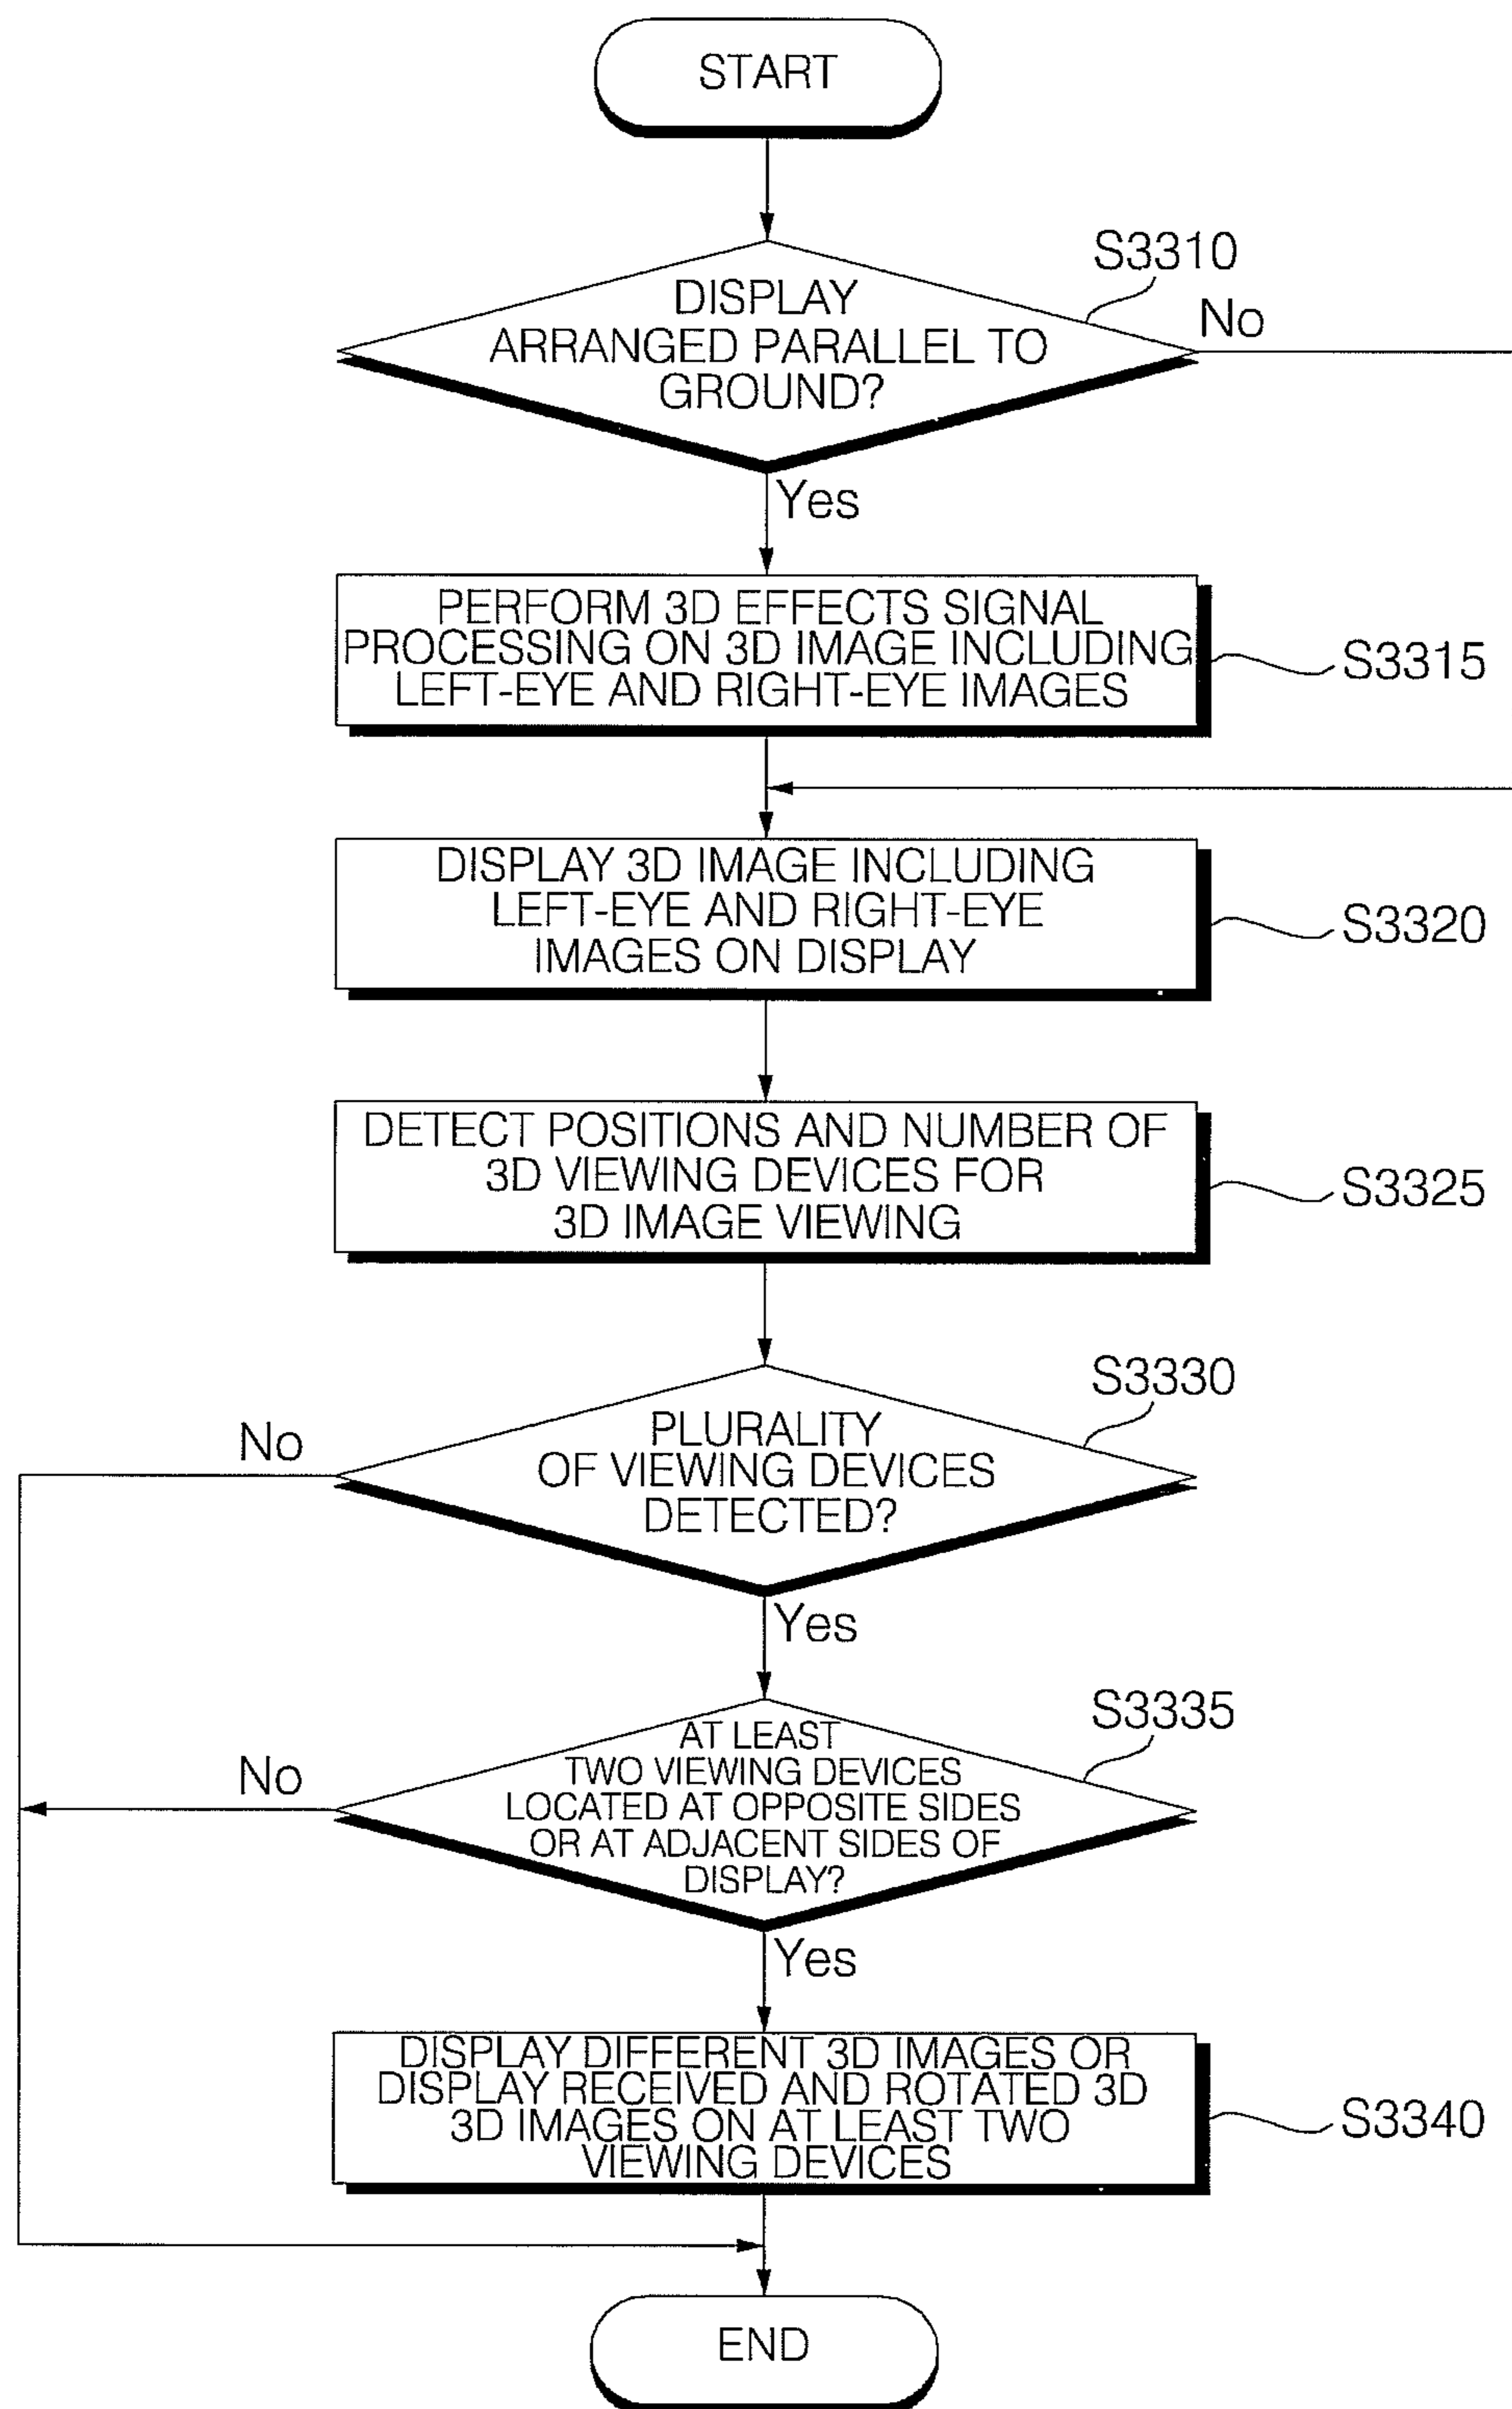 START
S3310
DISPLAY
ARRANGED PARALLEL TO
GROUND?
No
Yes
PERFORM 3D EFFECTS SIGNAL
PROCESSING ON 3D IMAGE INCLUDING
LEFT-EYE AND RIGHT-EYE IMAGES
S3315
DISPLAY 3D IMAGE INCLUDING
LEFT-EYE AND RIGHT-EYE
IMAGES ON DISPLAY
S3320
DETECT POSITIONS AND NUMBER OF
3D VIEWING DEVICES FOR
3D IMAGE VIEWING
S3325
S3330
No
PLURALITY
OF VIEWING DEVICES
DETECTED?
Yes
S3335
No
AT LEAST
TWO VIEWING DEVICES
LOCATED AT OPPOSITE SIDES
OR AT ADJACENT SIDES OF
DISPLAY?
Yes
DISPLAY DIFFERENT 3D IMAGES OR
DISPLAY RECEIVED AND ROTATED 3D
3D IMAGES ON AT LEAST TWO
VIEWING DEVICES
S3340
END